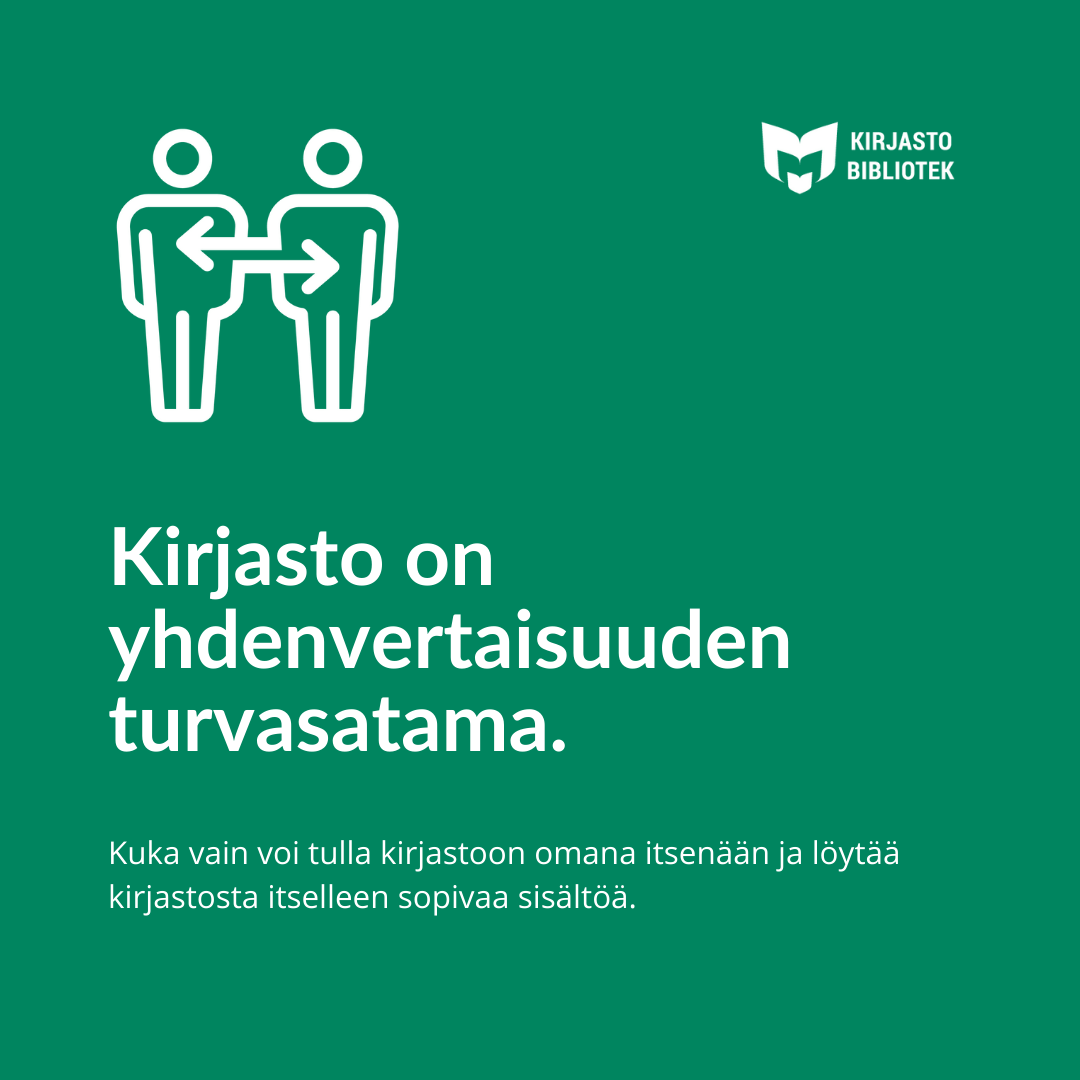 KIRJASTO
BIBLIOTEK
Kirjasto on
yhdenvertaisuuden
turvasatama.
Kuka vain voi tulla kirjastoon omana itsenään ja löytää
kirjastosta itselleen sopivaa sisältöä.